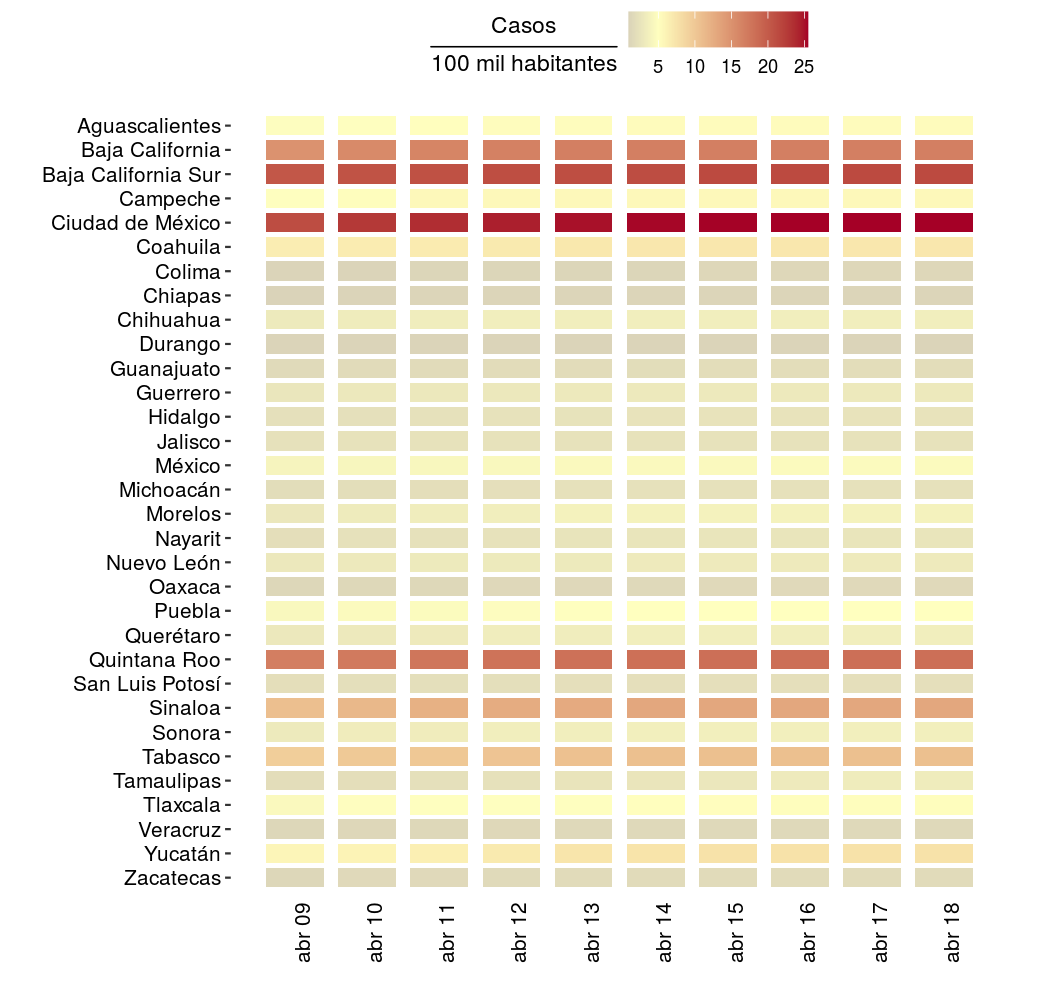 Casos
100 mil habitantes
5 10 15 20 25
Aguascalientes
Baja California
Baja California Sur
Campeche
Ciudad de México
Coahuila
Colima
Chiapas
Chihuahua
Durango
Guanajuato
Guerrero
Hidalgo
Jalisco
México
Michoacán
Morelos
Nayarit
Nuevo León
Oaxaca
Puebla
Querétaro
Quintana Roo
San Luis Potosí
Sinaloa
Sonora
Tabasco
Tamaulipas
Tlaxcala
Veracruz
Yucatán
Zacatecas
abr 09
abr 10
abr 11
abr 12
abr 13
abr 14
abr 15
abr 16
abr 17
abr 18